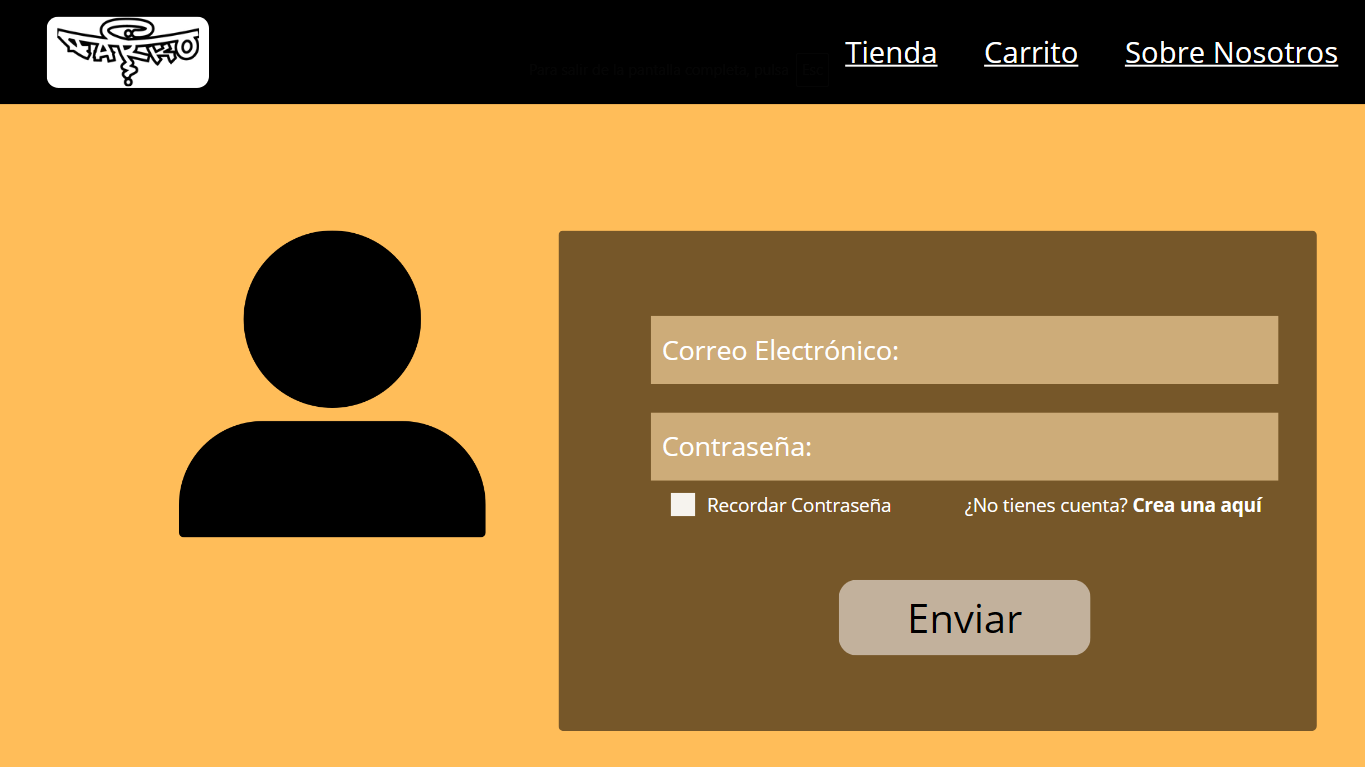 Tienda Carrito Sobre Nosotros
Correo Electrónico:
Contraseña:
Recordar Contraseña ¿No tienes cuenta? Crea una aquí
Enviar